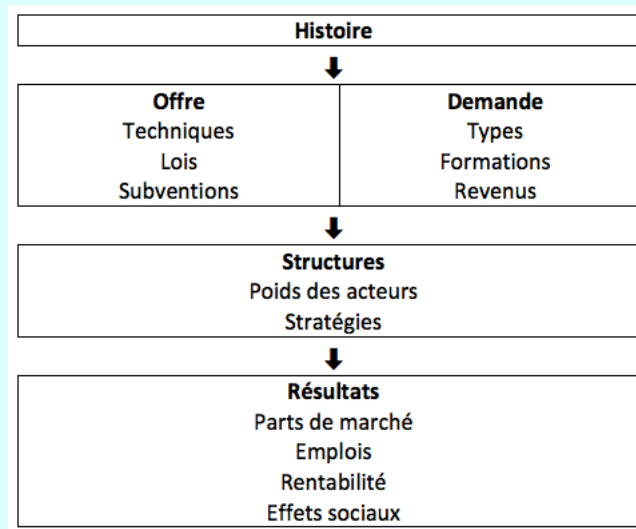 Histoire
Offre
Techniques
Lois
Subventions
Demande
Types
Formations
Revenus
Structures
Poids des acteurs
Stratégies
Résultats
Parts de marché
Emplois
Rentabilité
Effets sociaux